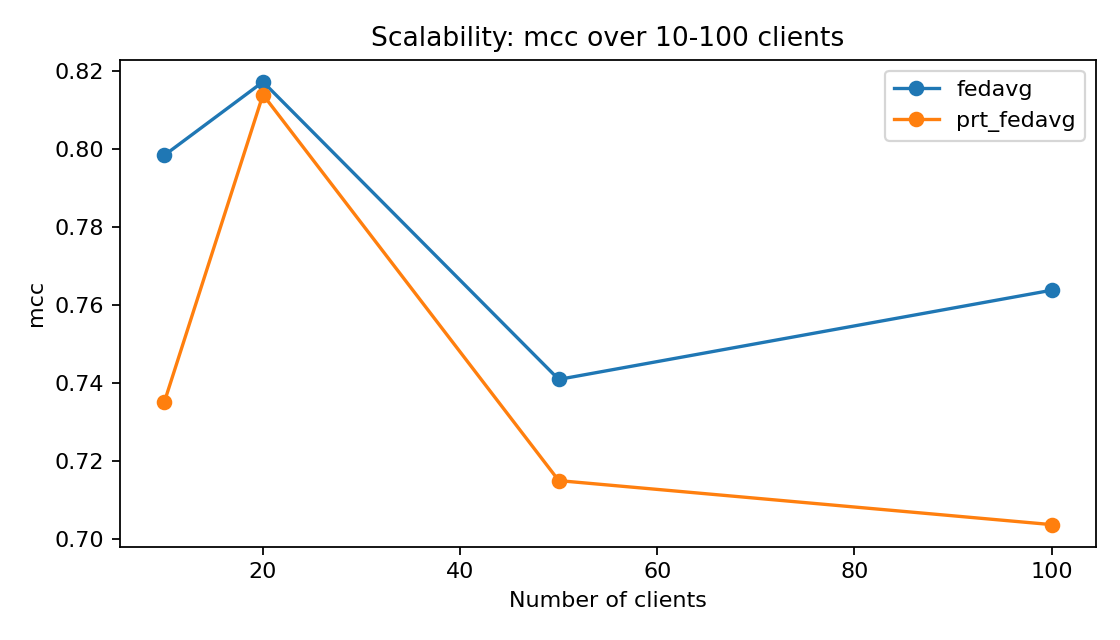 Scalability: mcc over 10-100 clients
fedavg
prt_fedavg
mcc
0.82
0.80
0.78
0.76
0.74
0.72
0.70
20 40 60 80 100
Number of clients